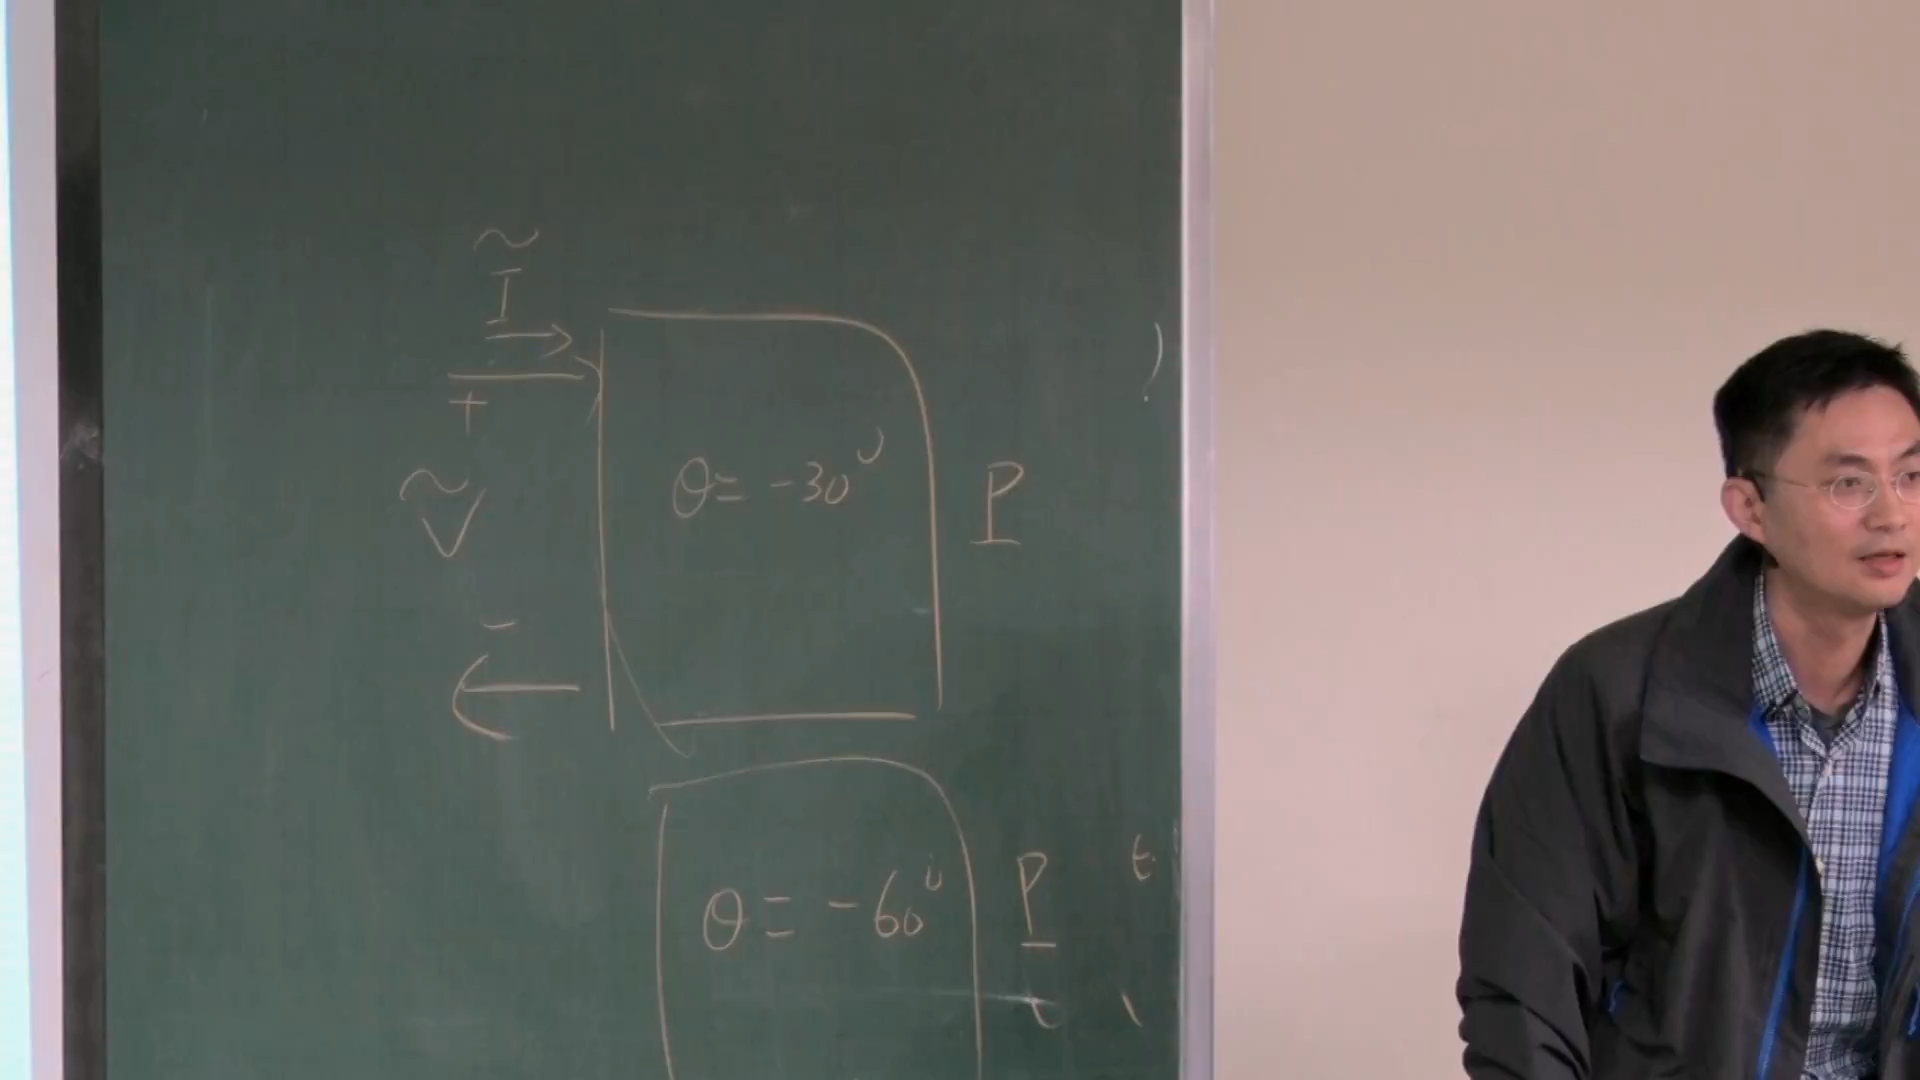 Ĩ
+
θ = -30°
P
Ṽ
-
θ = -60°
P
t